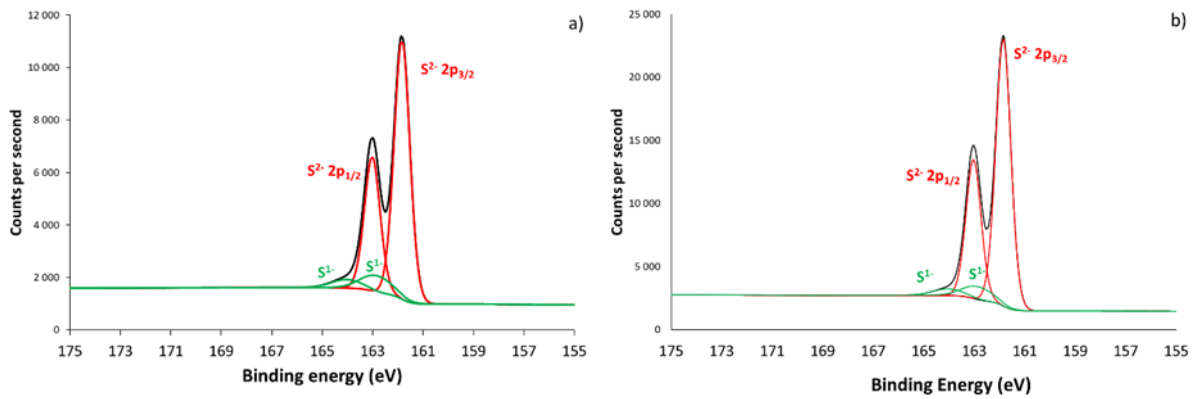 a)
12 000
10 000
8 000
6 000
4 000
2 000
0
Counts per second
S²⁻ 2p₃/₂
S²⁻ 2p₁/₂
S¹⁻
S¹⁻
175 173 171 169 167 165 163 161 159 157 155
Binding energy (eV)
b)
25 000
20 000
15 000
10 000
5 000
0
Counts per second
S²⁻ 2p₃/₂
S²⁻ 2p₁/₂
S¹⁻
S¹⁻
175 173 171 169 167 165 163 161 159 157 155
Binding Energy (eV)